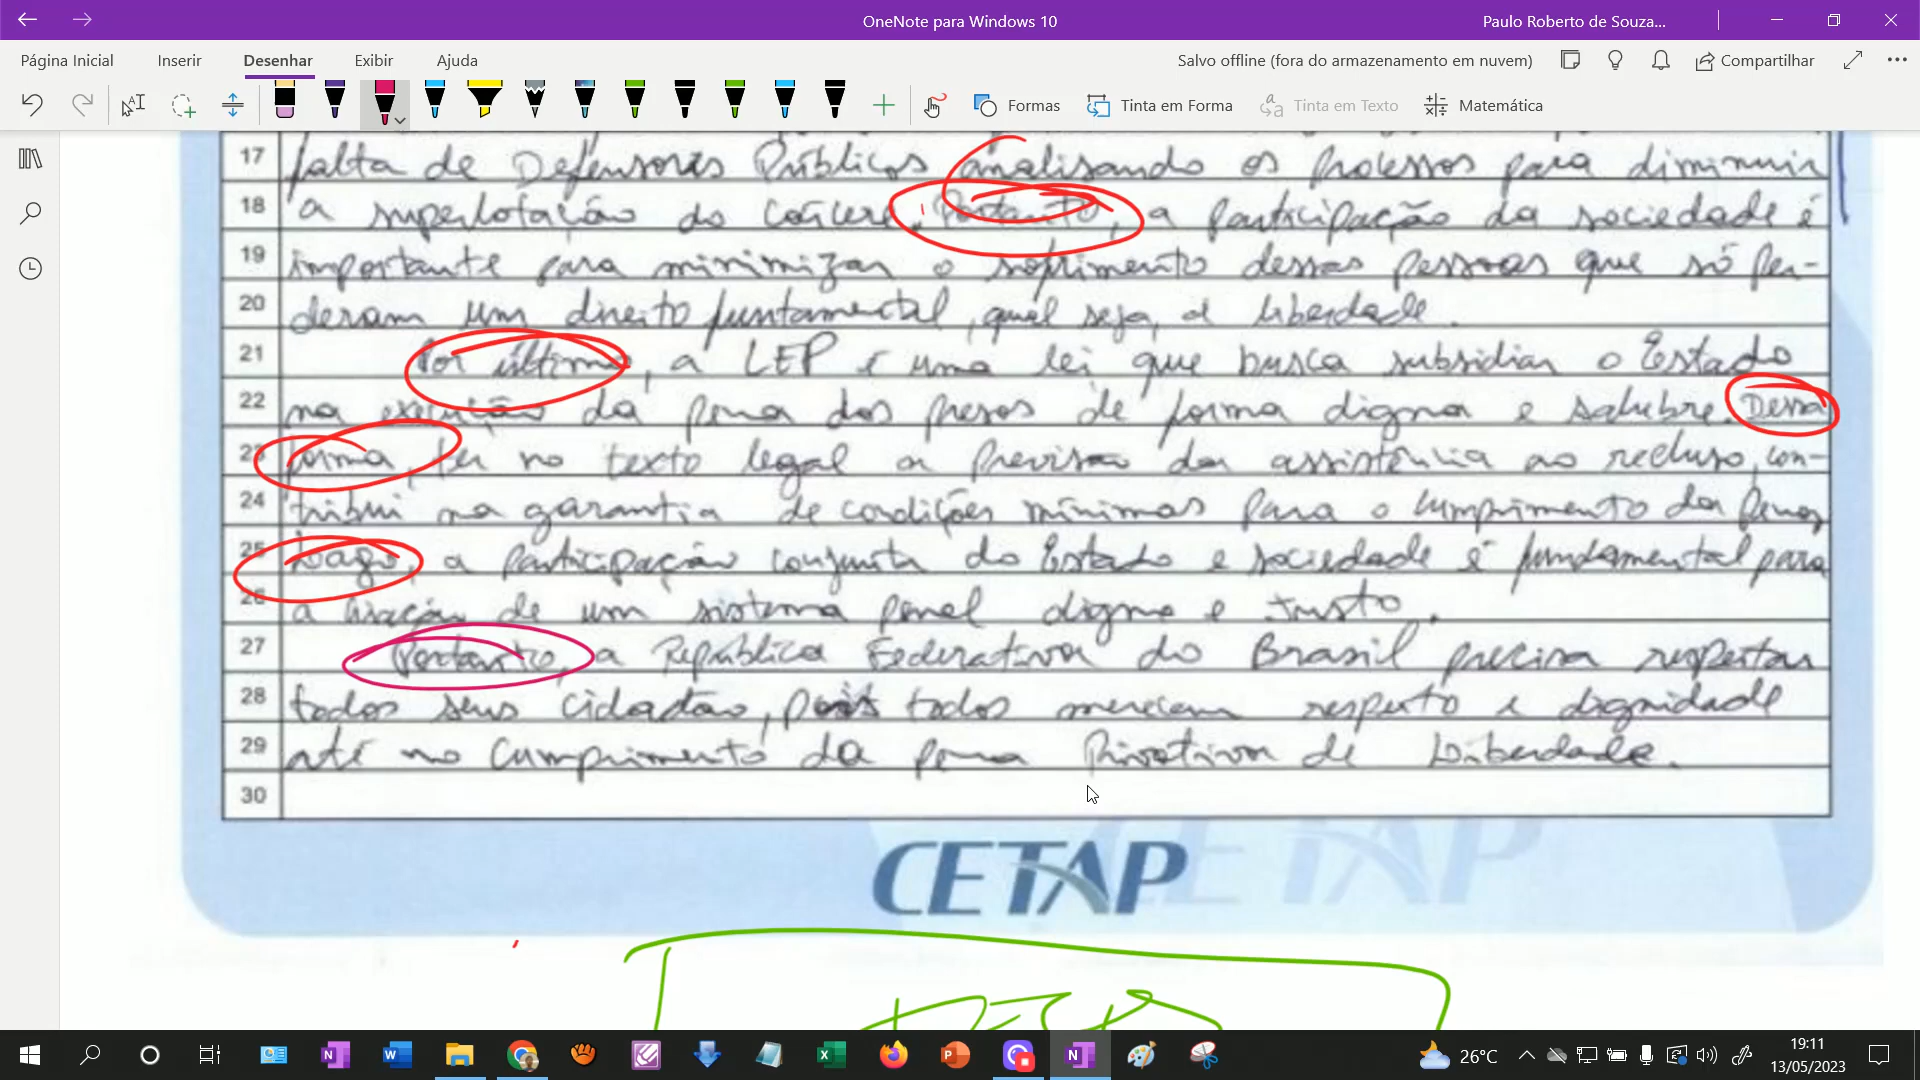 OneNote para Windows 10
Paulo Roberto de Souza...
Página Inicial Inserir Desenhar Exibir Ajuda
Salvo offline (fora do armazenamento em nuvem) Compartilhar
Formas Tinta em Forma Tinta em Texto Matemática
17 falta de Defensores Públicos analisando os processos para diminuir
18 a superlotação do cárcere. Portanto, a participação da sociedade é
19 importante para minimizar o sofrimento dessas pessoas que só per-
20 deram um direito funtamental, qual seja, a liberdade.
21 Por último, a LEP é uma lei que busca subsidiar o Estado
22 na execução da pena dos presos de forma digna e salubre. Dessa
23 forma, ter no texto legal a previsão da assistência ao recluso, con-
24 tribui na garantia de condições mínimas para o cumprimento da pena,
25 Logo, a participação conjunta do Estado e sociedade é fundamental para
26 a de um sistema penal digno e justo.
27 Portanto, a República Federativa do Brasil precisa respeitar
28 todos seus cidadão, pois todos merecem respeito e dignidade
29 até no cumprimento da pena Privativa de Liberdade.
30
CETAP
26°C
19:11
13/05/2023